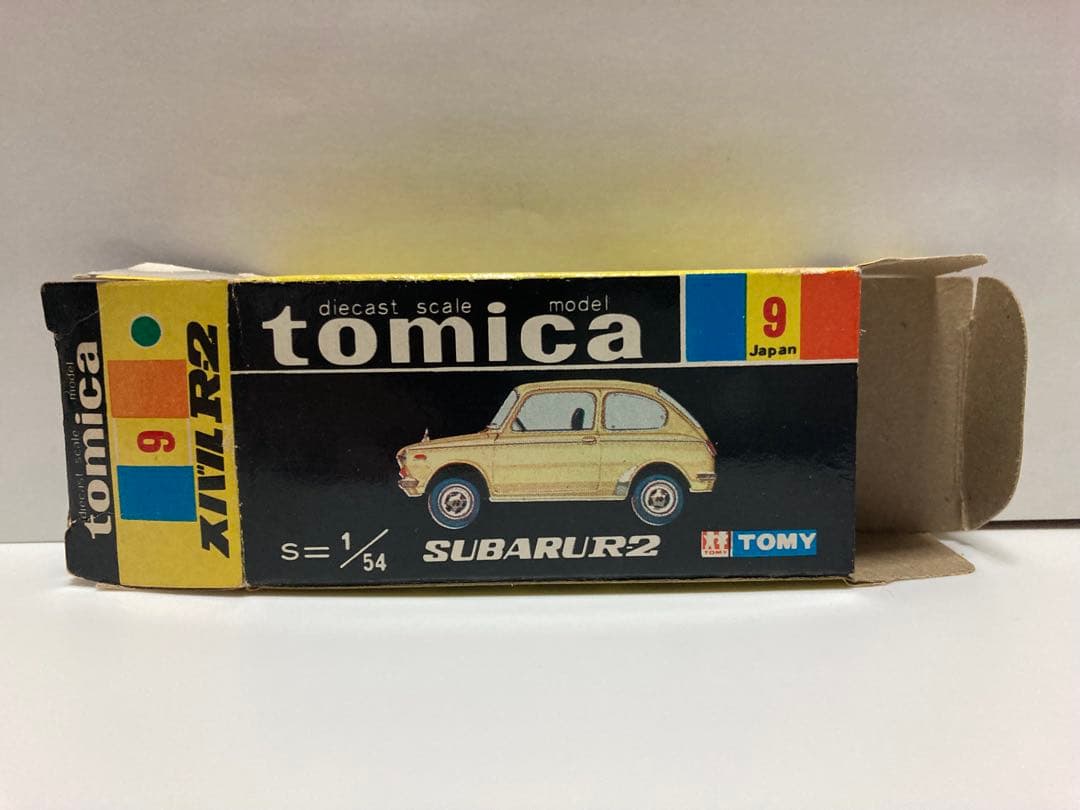 diecast scale model
tomica
9
Japan
S=1/54
SUBARU R-2
TOMY
TOMY
diecast scale model
tomica
9
スバル R-2